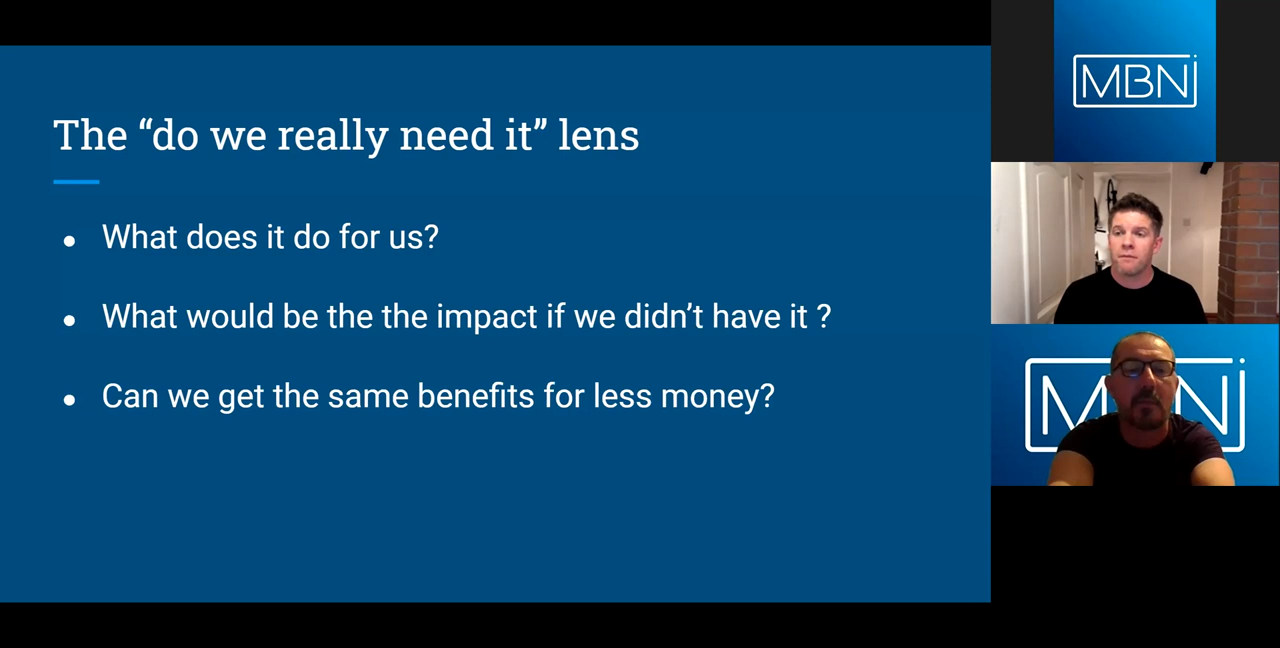 The “do we really need it” lens
What does it do for us?
What would be the the impact if we didn’t have it ?
Can we get the same benefits for less money?
MBN
MBN